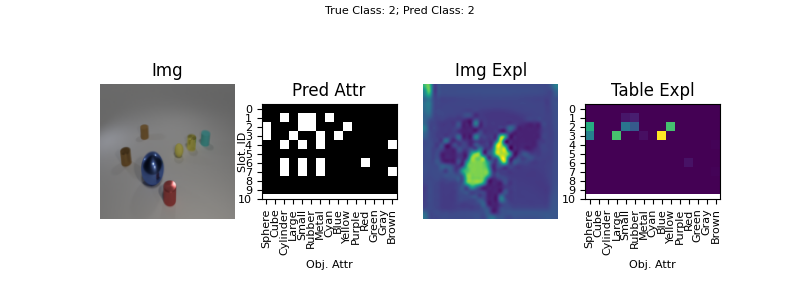 True Class: 2; Pred Class: 2
Img
Pred Attr
Img Expl
Table Expl
Slot. ID
0
1
2
3
4
5
6
7
8
9
10
0
1
2
3
4
5
6
7
8
9
10
Sphere
Cube
Cylinder
Large
Small
Rubber
Metal
Cyan
Blue
Yellow
Purple
Red
Green
Gray
Brown
Sphere
Cube
Cylinder
Large
Small
Rubber
Metal
Cyan
Blue
Yellow
Purple
Red
Green
Gray
Brown
Obj. Attr
Obj. Attr